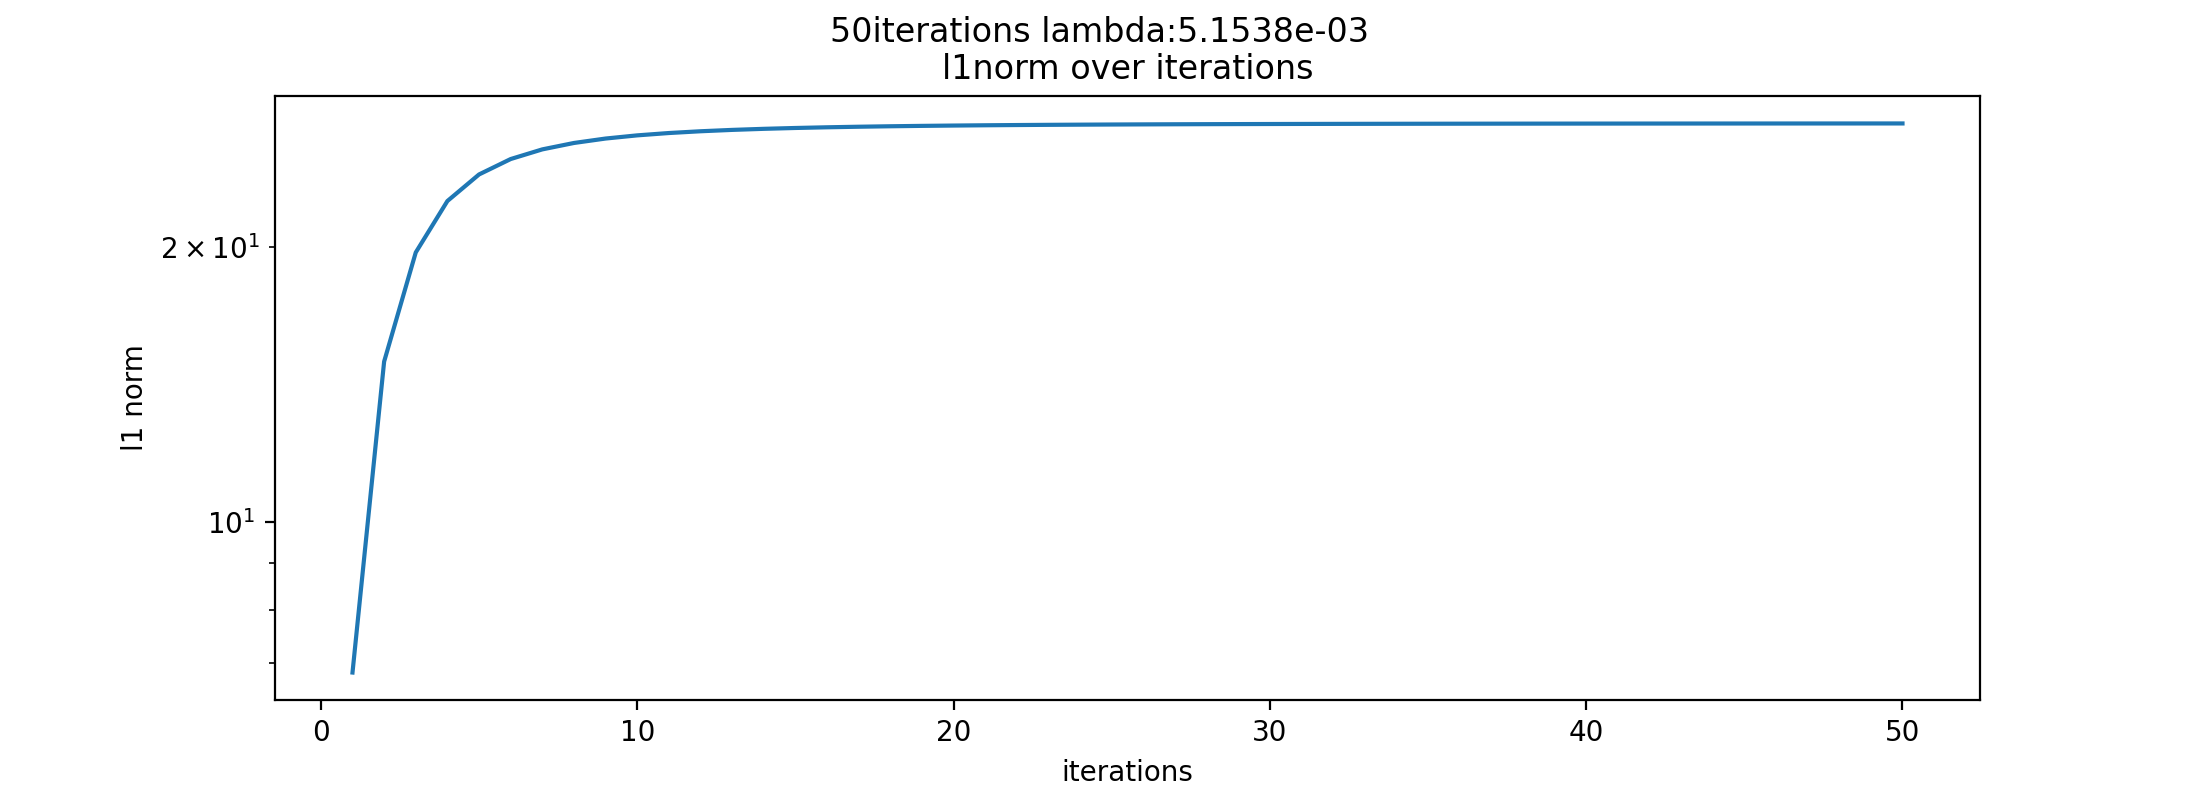 50iterations lambda:5.1538e-03
l1norm over iterations
2 × 10¹
l1 norm
10¹
0 10 20 30 40 50
iterations